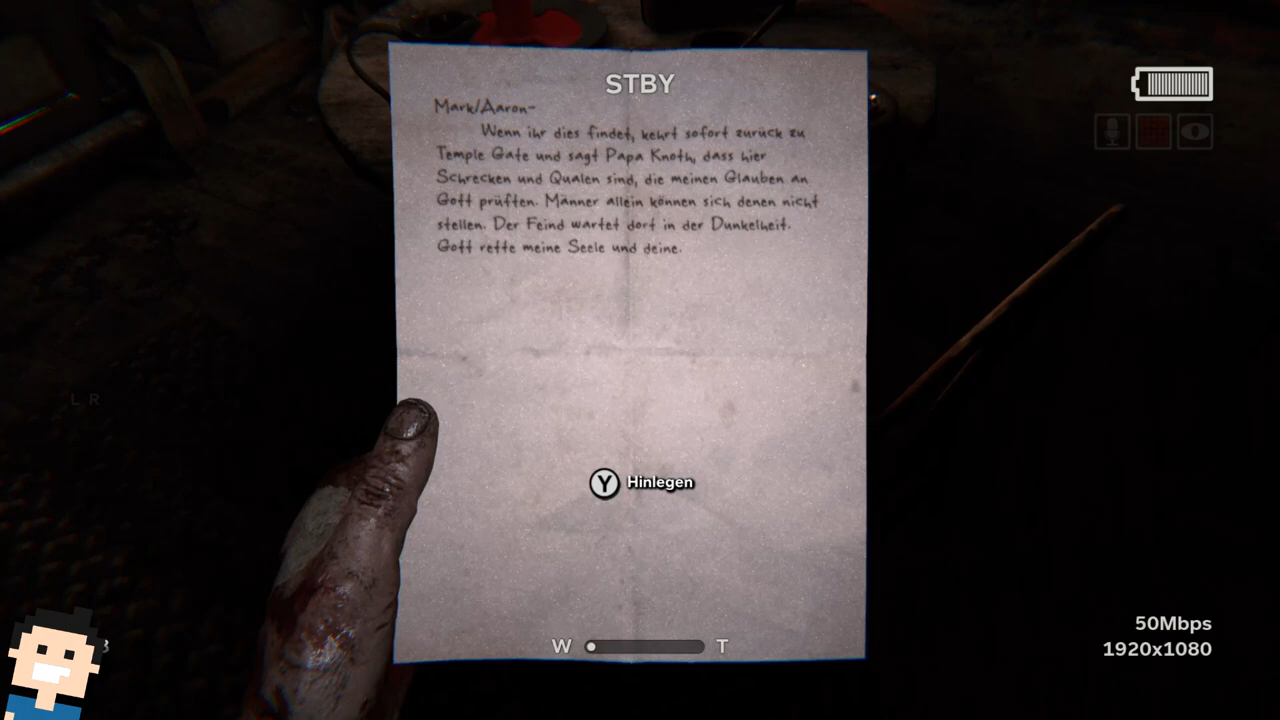 STBY
Mark/Aaron-
Wenn ihr dies findet, kehrt sofort zurück zu
Temple Gate und sagt Papa Knoth, dass hier
Schrecken und Qualen sind, die meinen Glauben an
Gott prüften. Männer allein können sich denen nicht
stellen. Der Feind wartet dort in der Dunkelheit.
Gott rette meine Seele und deine.
L R
Y Hinlegen
50Mbps
W T
1920x1080